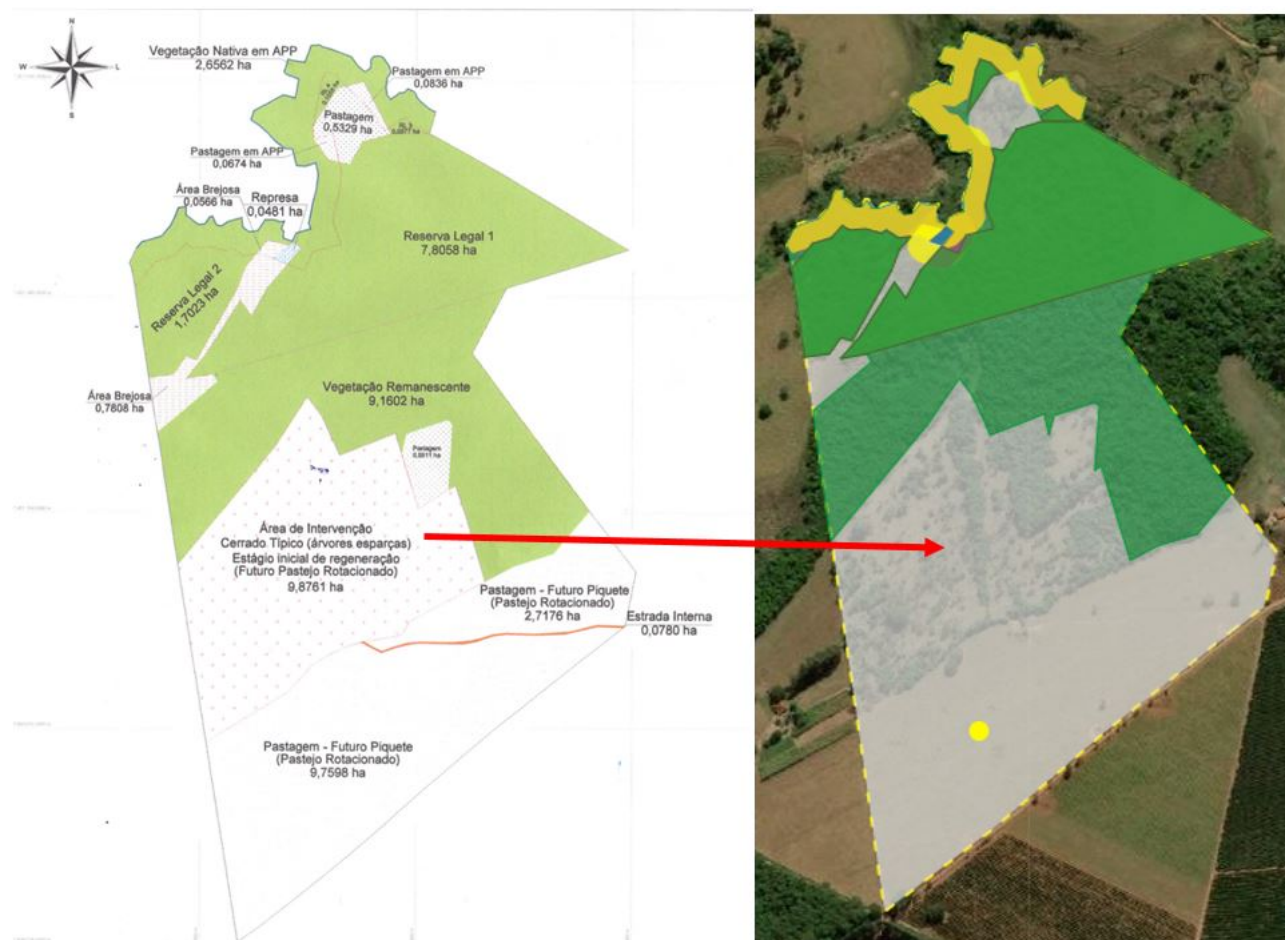 N
W
L
S
Vegetação Nativa em APP
2,6562 ha
Pastagem em APP
0,0836 ha
Pastagem
0,5329 ha
Pastagem em APP
0,0674 ha
Área Brejosa
0,0566 ha
Represa
0,0481 ha
Reserva Legal 1
7,8058 ha
Reserva Legal 2
1,7023 ha
Área Brejosa
0,7808 ha
Vegetação Remanescente
9,1602 ha
Pastagem
Área de Intervenção
Cerrado Típico (árvores esparças)
Estágio inicial de regeneração
(Futuro Pastejo Rotacionado)
9,8761 ha
Pastagem - Futuro Piquete
(Pastejo Rotacionado)
2,7176 ha
Estrada Interna
0,0780 ha
Pastagem - Futuro Piquete
(Pastejo Rotacionado)
9,7598 ha